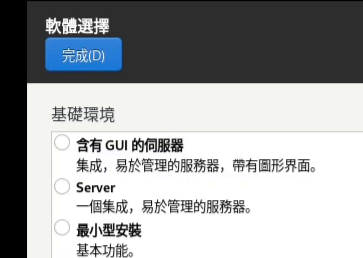 軟體選擇
完成(D)
基礎環境
含有 GUI 的伺服器
集成，易於管理的服務器，帶有圖形界面。
Server
一個集成，易於管理的服務器。
最小型安裝
基本功能。